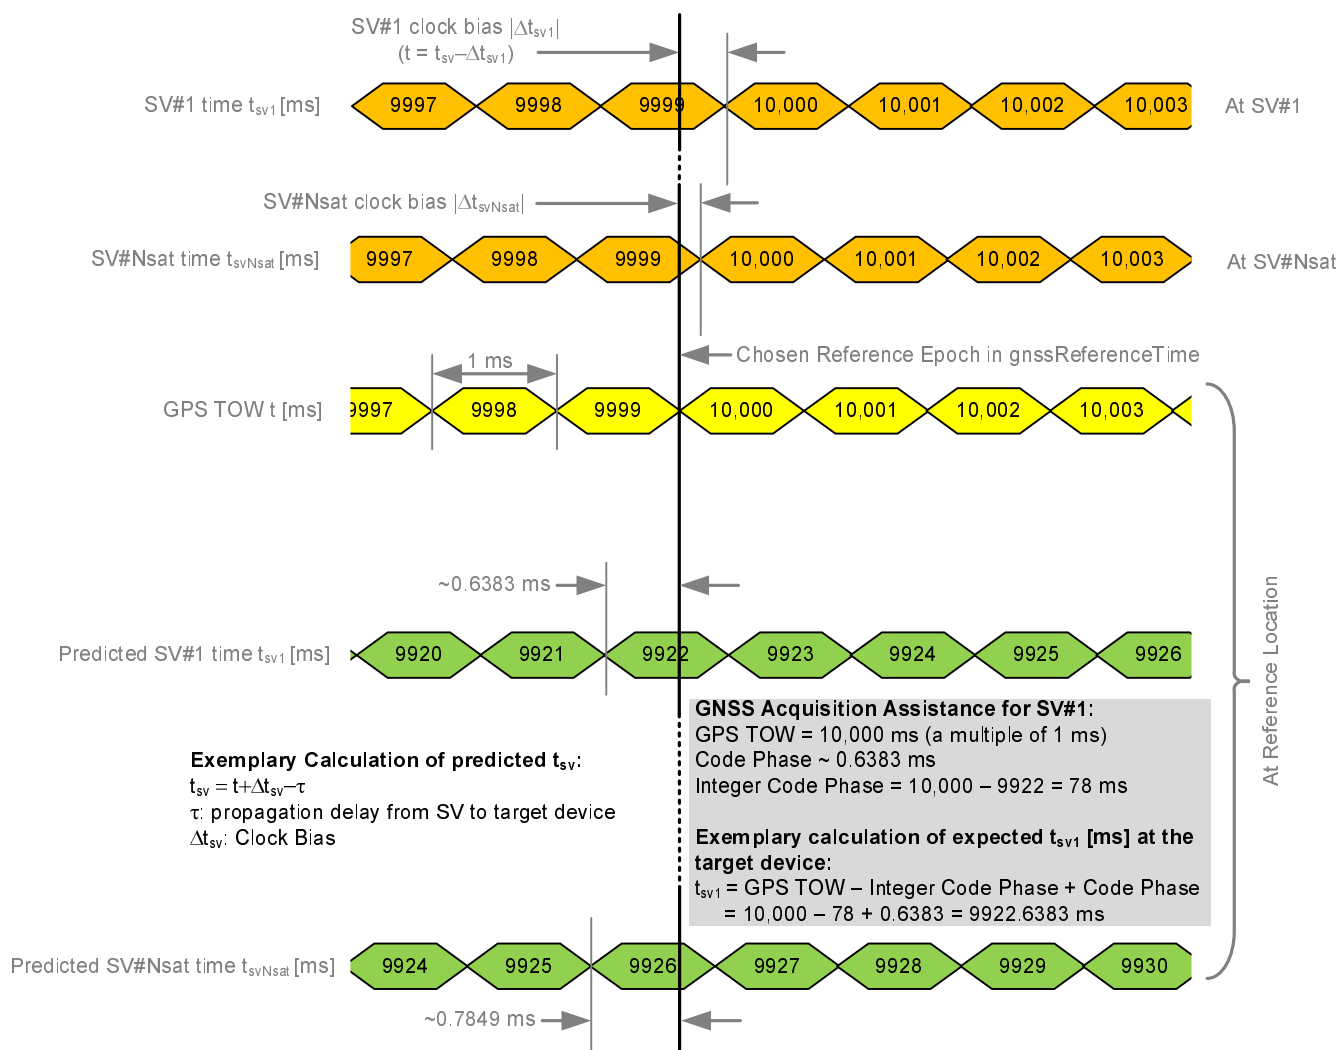 SV#1 clock bias |Δtsv1|
(t = tsv–Δtsv1)
SV#1 time tsv1 [ms]
9997 9998 9999 10,000 10,001 10,002 10,003
At SV#1
SV#Nsat clock bias |ΔtsvNsat|
SV#Nsat time tsvNsat [ms]
9997 9998 9999 10,000 10,001 10,002 10,003
At SV#Nsat
Chosen Reference Epoch in gnssReferenceTime
1 ms
GPS TOW t [ms]
9997 9998 9999 10,000 10,001 10,002 10,003
~0.6383 ms
Predicted SV#1 time tsv1 [ms]
9920 9921 9922 9923 9924 9925 9926
At Reference Location
GNSS Acquisition Assistance for SV#1:
GPS TOW = 10,000 ms (a multiple of 1 ms)
Code Phase ~ 0.6383 ms
Integer Code Phase = 10,000 – 9922 = 78 ms
Exemplary calculation of expected tsv1 [ms] at the
target device:
tsv1 = GPS TOW – Integer Code Phase + Code Phase
= 10,000 – 78 + 0.6383 = 9922.6383 ms
Exemplary Calculation of predicted tsv:
tsv = t+Δtsv–τ
τ: propagation delay from SV to target device
Δtsv: Clock Bias
Predicted SV#Nsat time tsvNsat [ms]
9924 9925 9926 9927 9928 9929 9930
~0.7849 ms